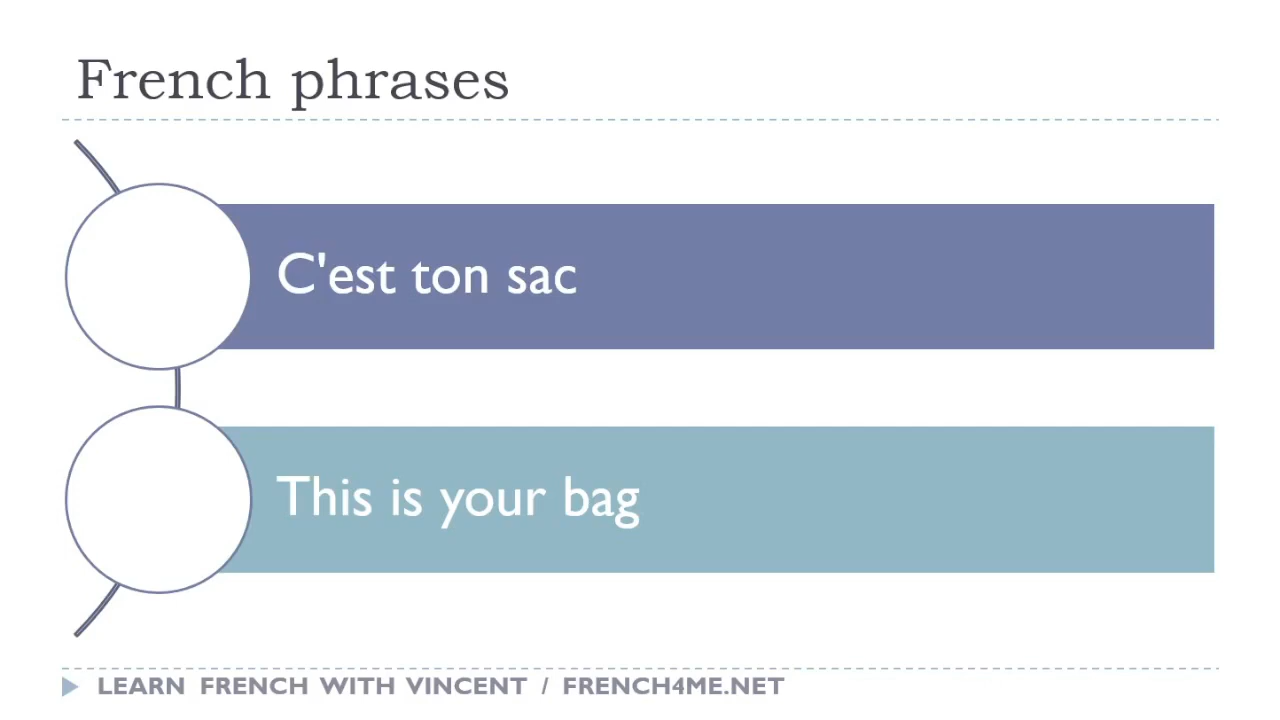 French phrases
C'est ton sac
This is your bag
LEARN FRENCH WITH VINCENT / FRENCH4ME.NET